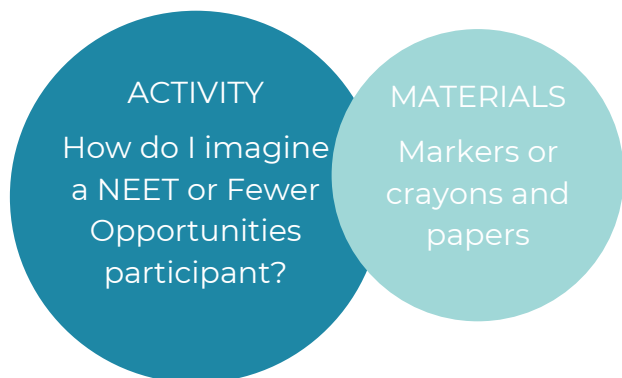 ACTIVITY
How do I imagine
a NEET or Fewer
Opportunities
participant?
MATERIALS
Markers or
crayons and
papers